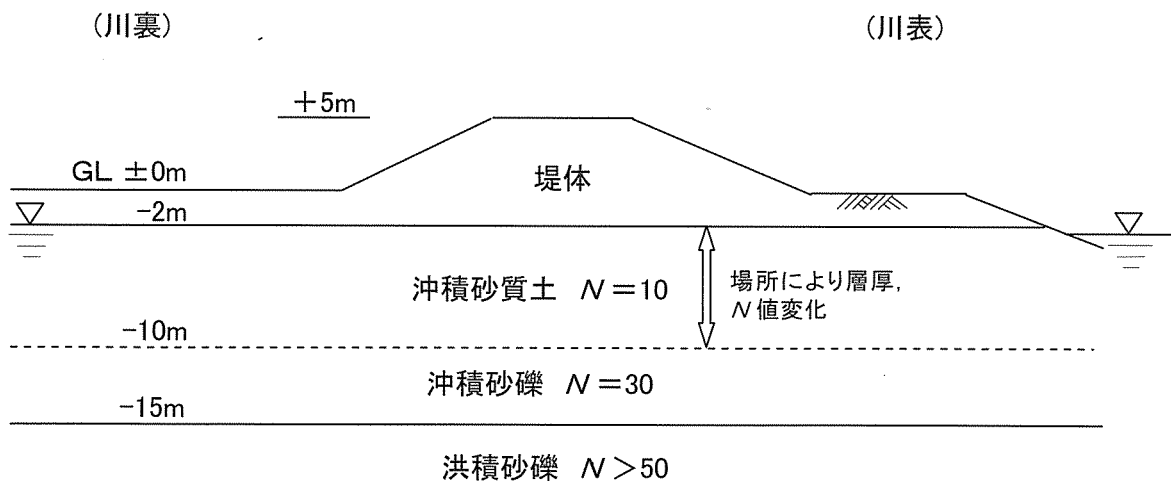 (川裏)
(川表)
+5m
GL ±0m
堤体
-2m
沖積砂質土 N=10
場所により層厚,
N値変化
-10m
沖積砂礫 N=30
-15m
洪積砂礫 N>50